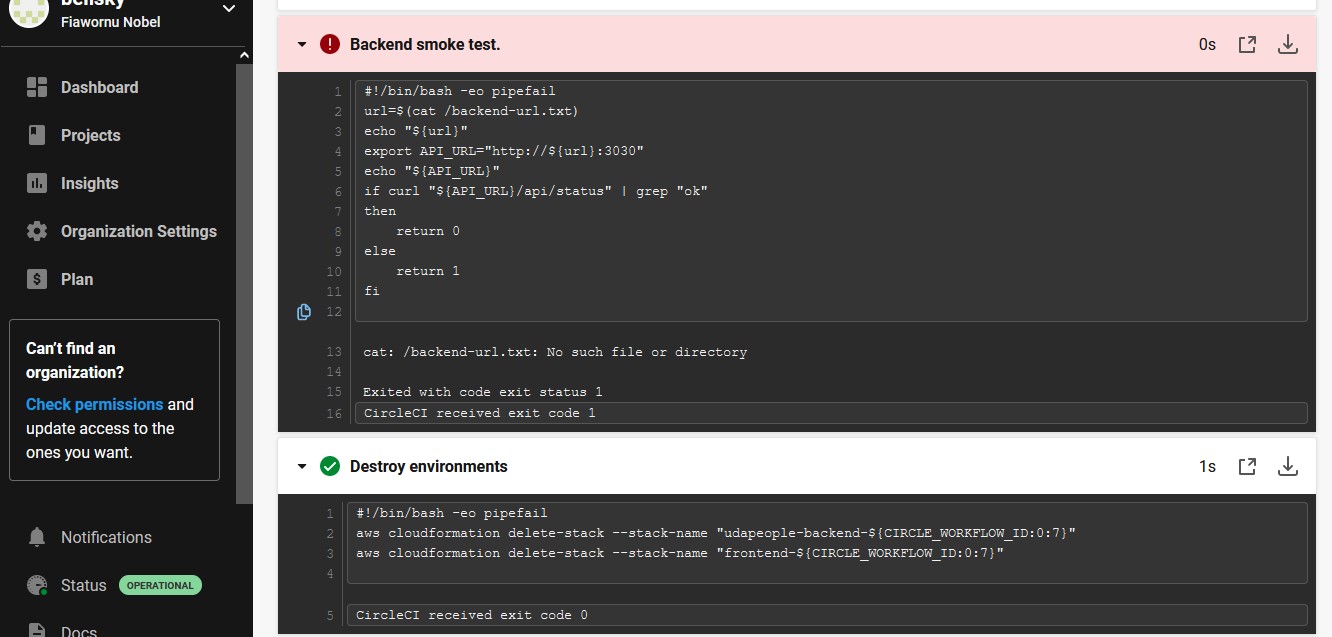 bensky
Fiawornu Nobel
Dashboard
Projects
Insights
Organization Settings
Plan
Can't find an
organization?
Check permissions and
update access to the
ones you want.
Notifications
Status OPERATIONAL
Docs
Backend smoke test. 0s
1 #!/bin/bash -eo pipefail
2 url=$(cat /backend-url.txt)
3 echo "${url}"
4 export API_URL="http://${url}:3030"
5 echo "${API_URL}"
6 if curl "${API_URL}/api/status" | grep "ok"
7 then
8     return 0
9 else
10     return 1
11 fi
12
13 cat: /backend-url.txt: No such file or directory
14
15 Exited with code exit status 1
16 CircleCI received exit code 1
Destroy environments 1s
1 #!/bin/bash -eo pipefail
2 aws cloudformation delete-stack --stack-name "udapeople-backend-${CIRCLE_WORKFLOW_ID:0:7}"
3 aws cloudformation delete-stack --stack-name "frontend-${CIRCLE_WORKFLOW_ID:0:7}"
4
5 CircleCI received exit code 0